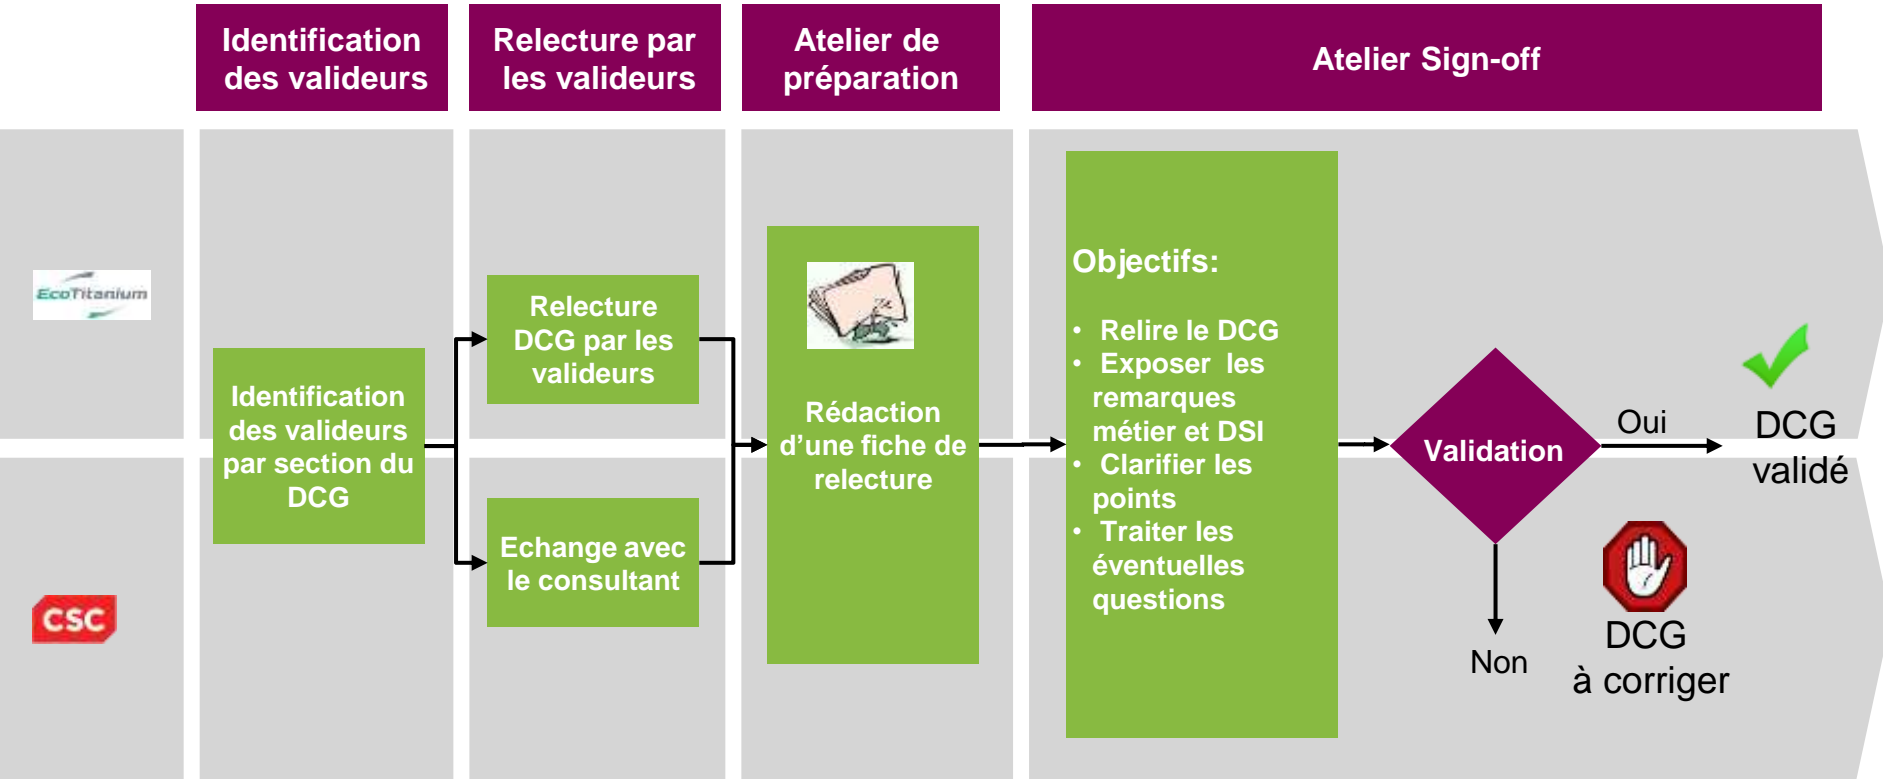 Identification
des valideurs
Relecture par
les valideurs
Atelier de
préparation
Atelier Sign-off
EcoTitanium
CSC
Identification
des valideurs
par section du
DCG
Relecture
DCG par les
valideurs
Echange avec
le consultant
Rédaction
d’une fiche de
relecture
Objectifs:
• Relire le DCG
• Exposer les
remarques
métier et DSI
• Clarifier les
points
• Traiter les
éventuelles
questions
Validation
Oui
DCG
validé
Non
DCG
à corriger